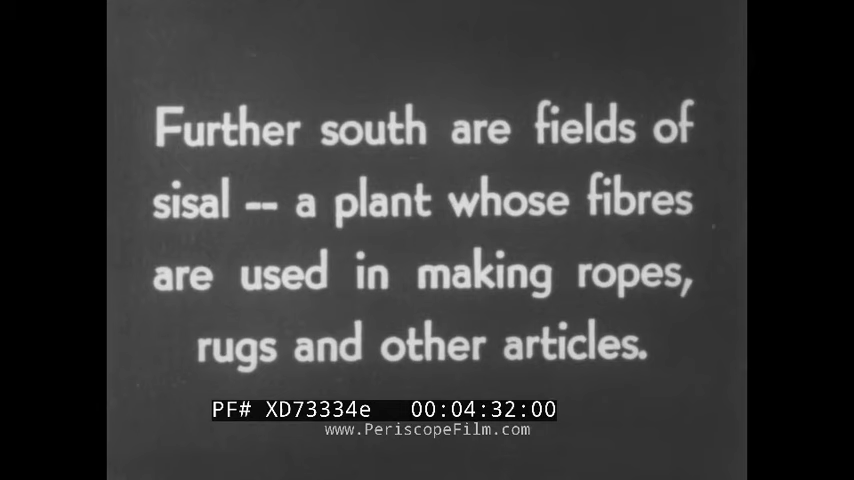 Further south are fields of
sisal -- a plant whose fibres
are used in making ropes,
rugs and other articles.
PF# XD73334e 00:04:32:00
www.PeriscopeFilm.com